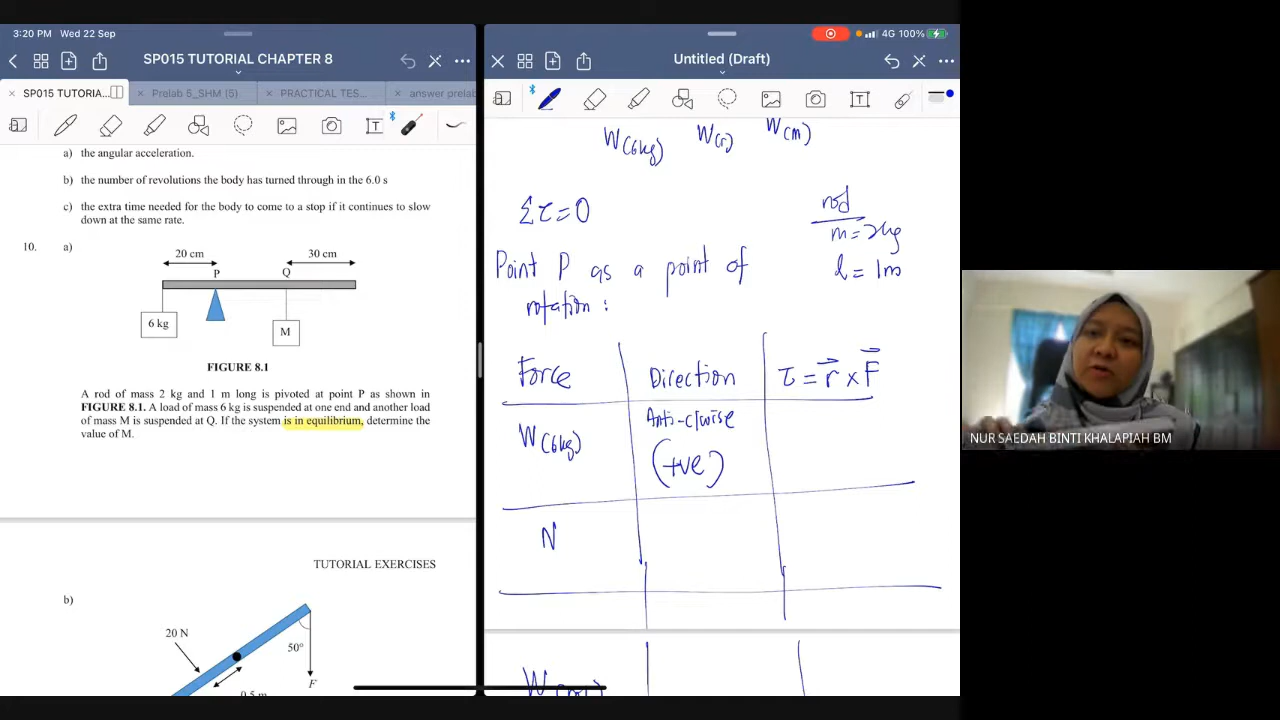 3:20 PM Wed 22 Sep
SP015 TUTORIAL CHAPTER 8
SP015 TUTORIA...
Prelab 5_SHM (5)
PRACTICAL TES...
answer prelab
a) the angular acceleration.
b) the number of revolutions the body has turned through in the 6.0 s
c) the extra time needed for the body to come to a stop if it continues to slow
down at the same rate.
10. a)
20 cm
30 cm
P
Q
6 kg
M
FIGURE 8.1
A rod of mass 2 kg and 1 m long is pivoted at point P as shown in
FIGURE 8.1. A load of mass 6 kg is suspended at one end and another load
of mass M is suspended at Q. If the system is in equilibrium, determine the
value of M.
TUTORIAL EXERCISES
b)
20 N
50°
F
0.5 m
4G 100%
Untitled (Draft)
W(6kg) W(r) W(m)
Στ=0
rod
m=2kg
l=1m
Point P as a point of
rotation:
Force Direction τ=r×F
W(6kg) Anti-c/wise
(+ve)
N
NUR SAEDAH BINTI KHALAPIAH BM